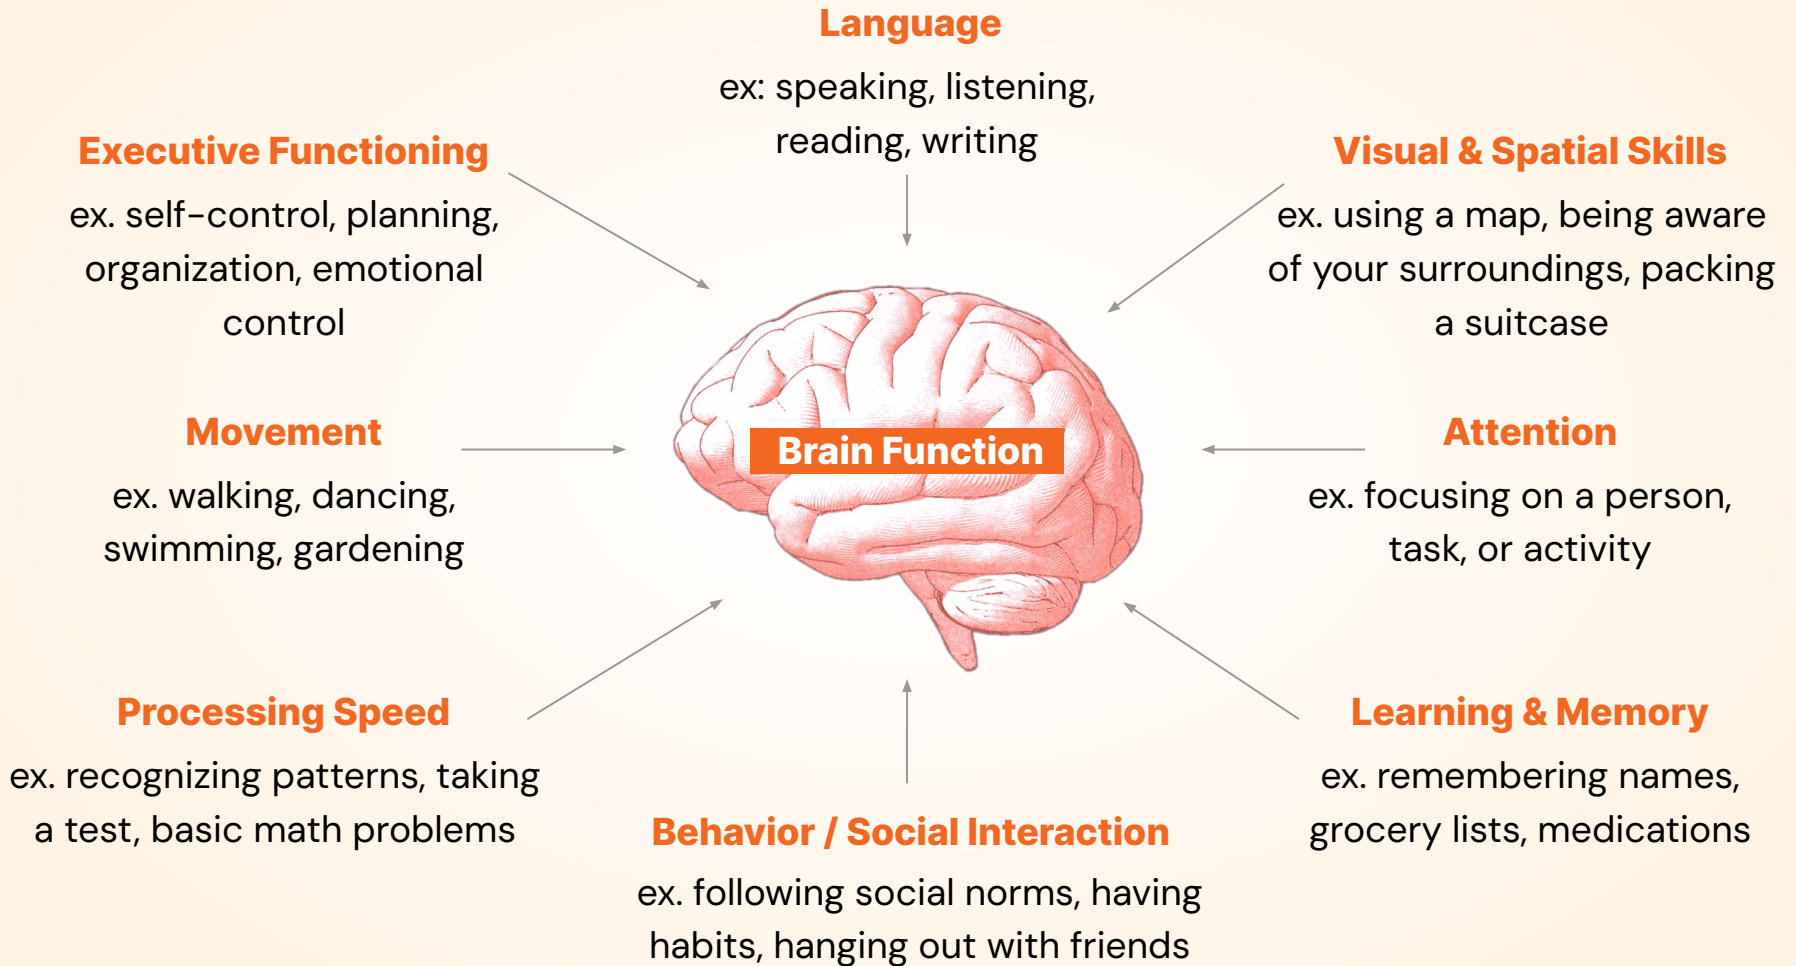 Language
ex: speaking, listening,
reading, writing
Executive Functioning
ex. self-control, planning,
organization, emotional
control
Visual & Spatial Skills
ex. using a map, being aware
of your surroundings, packing
a suitcase
Movement
ex. walking, dancing,
swimming, gardening
Brain Function
Attention
ex. focusing on a person,
task, or activity
Processing Speed
ex. recognizing patterns, taking
a test, basic math problems
Learning & Memory
ex. remembering names,
grocery lists, medications
Behavior / Social Interaction
ex. following social norms, having
habits, hanging out with friends